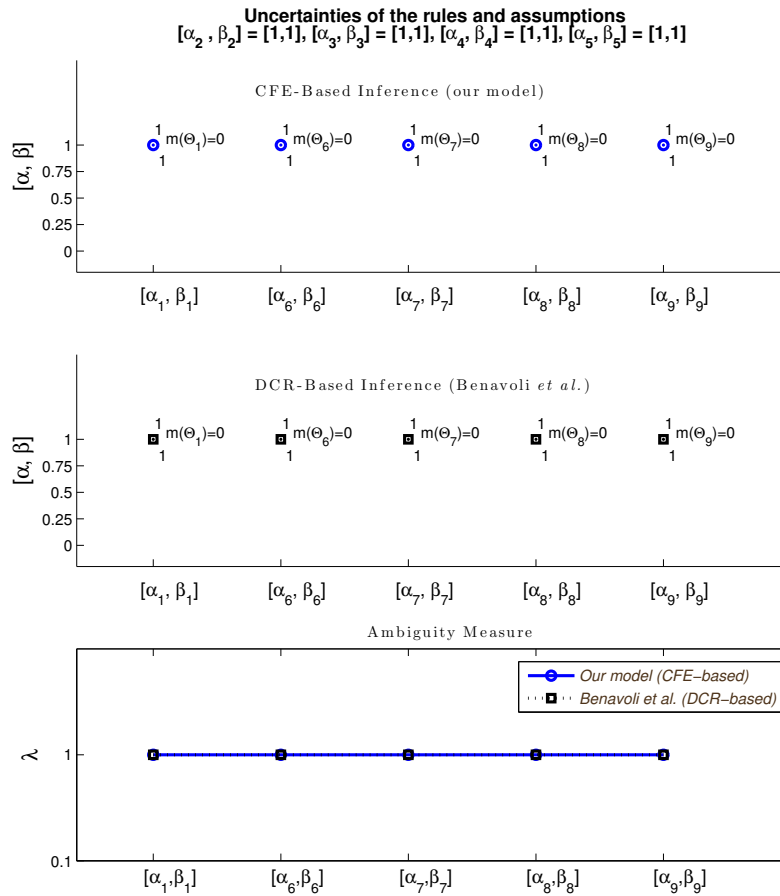 Uncertainties of the rules and assumptions
[α₂ , β₂] = [1,1], [α₃, β₃] = [1,1], [α₄, β₄] = [1,1], [α₅, β₅] = [1,1]
CFE-Based Inference (our model)
[α, β]
1
0.75
0.5
0.25
0
1 m(Θ₁)=0 1
1 m(Θ₆)=0 1
1 m(Θ₇)=0 1
1 m(Θ₈)=0 1
1 m(Θ₉)=0 1
[α₁, β₁] [α₆, β₆] [α₇, β₇] [α₈, β₈] [α₉, β₉]
DCR-Based Inference (Benavoli et al.)
[α, β]
1
0.75
0.5
0.25
0
1 m(Θ₁)=0 1
1 m(Θ₆)=0 1
1 m(Θ₇)=0 1
1 m(Θ₈)=0 1
1 m(Θ₉)=0 1
[α₁, β₁] [α₆, β₆] [α₇, β₇] [α₈, β₈] [α₉, β₉]
Ambiguity Measure
Our model (CFE−based)
Benavoli et al. (DCR−based)
λ
1
0.1
[α₁,β₁] [α₆,β₆] [α₇,β₇] [α₈,β₈] [α₉,β₉]